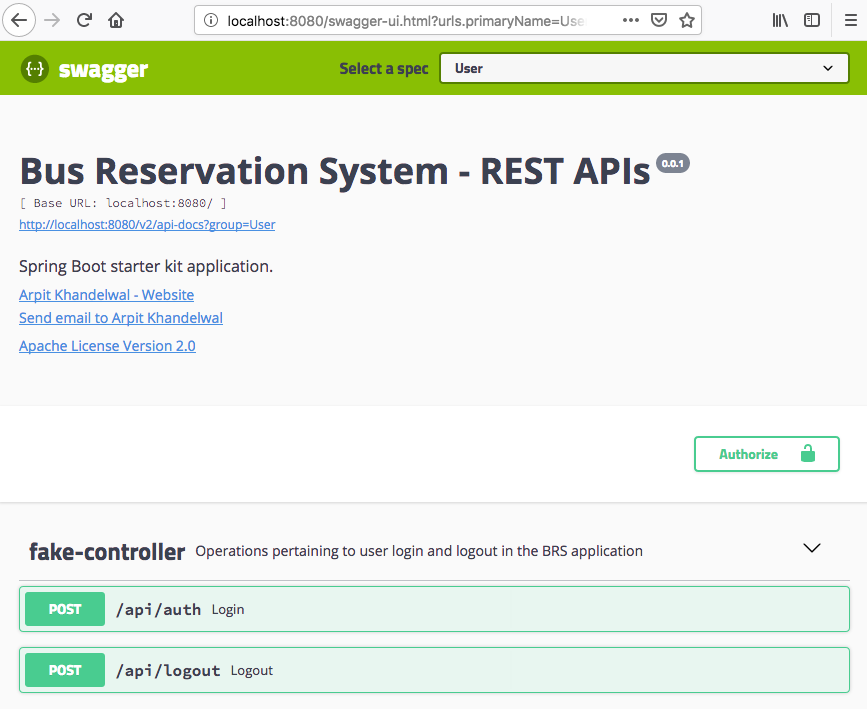 localhost:8080/swagger-ui.html?urls.primaryName=Use
{··} swagger
Select a spec
User
Bus Reservation System - REST APIs 0.0.1
[ Base URL: localhost:8080/ ]
http://localhost:8080/v2/api-docs?group=User
Spring Boot starter kit application.
Arpit Khandelwal - Website
Send email to Arpit Khandelwal
Apache License Version 2.0
Authorize
fake-controller Operations pertaining to user login and logout in the BRS application
POST /api/auth Login
POST /api/logout Logout